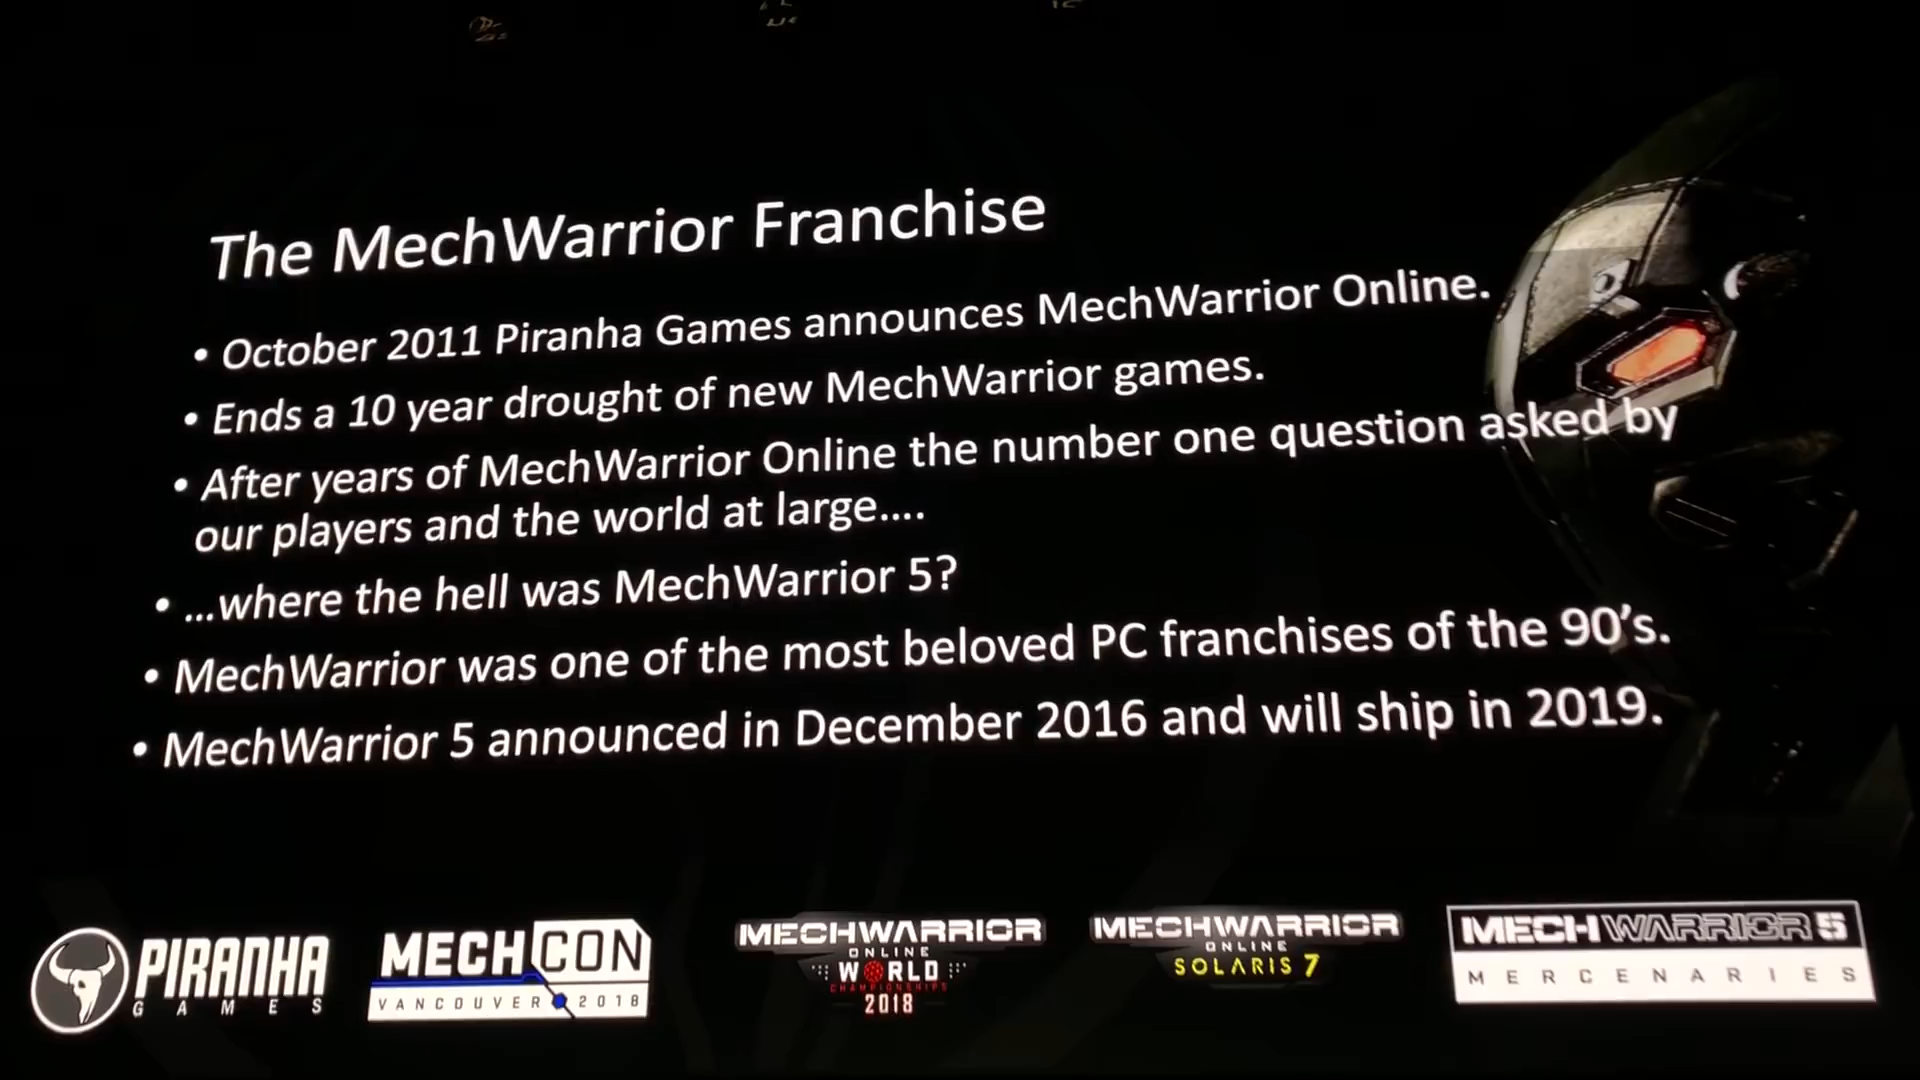 The MechWarrior Franchise
• October 2011 Piranha Games announces MechWarrior Online.
• Ends a 10 year drought of new MechWarrior games.
• After years of MechWarrior Online the number one question asked by
our players and the world at large....
• ...where the hell was MechWarrior 5?
• MechWarrior was one of the most beloved PC franchises of the 90's.
• MechWarrior 5 announced in December 2016 and will ship in 2019.
PIRANHA
GAMES
MECHCON
VANCOUVER 2018
MECHWARRIOR
ONLINE
WORLD
CHAMPIONSHIPS
2018
MECHWARRIOR
ONLINE
SOLARIS 7
MECHWARRIOR 5
MERCENARIES